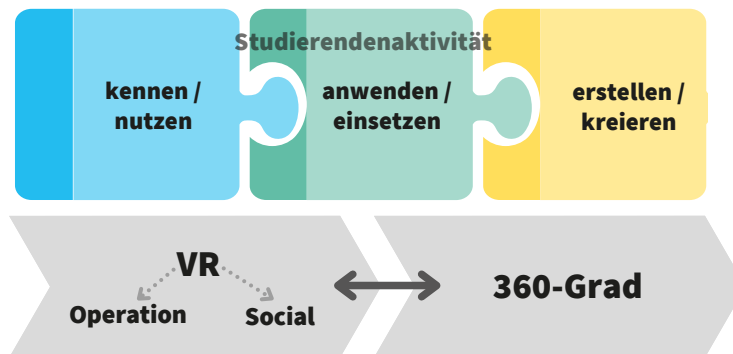 Studierendenaktivität
kennen /
nutzen
anwenden /
einsetzen
erstellen /
kreieren
VR
Operation
Social
360-Grad